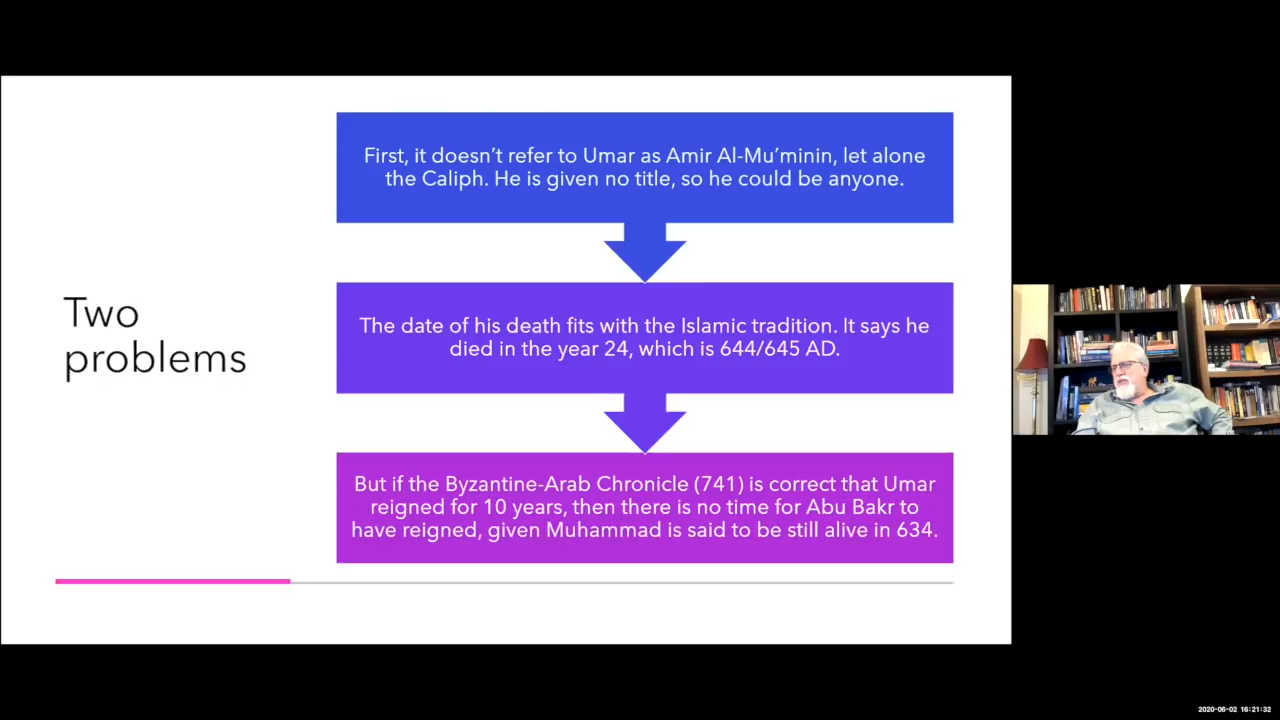 Two
problems
First, it doesn’t refer to Umar as Amir Al-Mu’minin, let alone
the Caliph. He is given no title, so he could be anyone.
The date of his death fits with the Islamic tradition. It says he
died in the year 24, which is 644/645 AD.
But if the Byzantine-Arab Chronicle (741) is correct that Umar
reigned for 10 years, then there is no time for Abu Bakr to
have reigned, given Muhammad is said to be still alive in 634.
2020-06-02 16:21:32